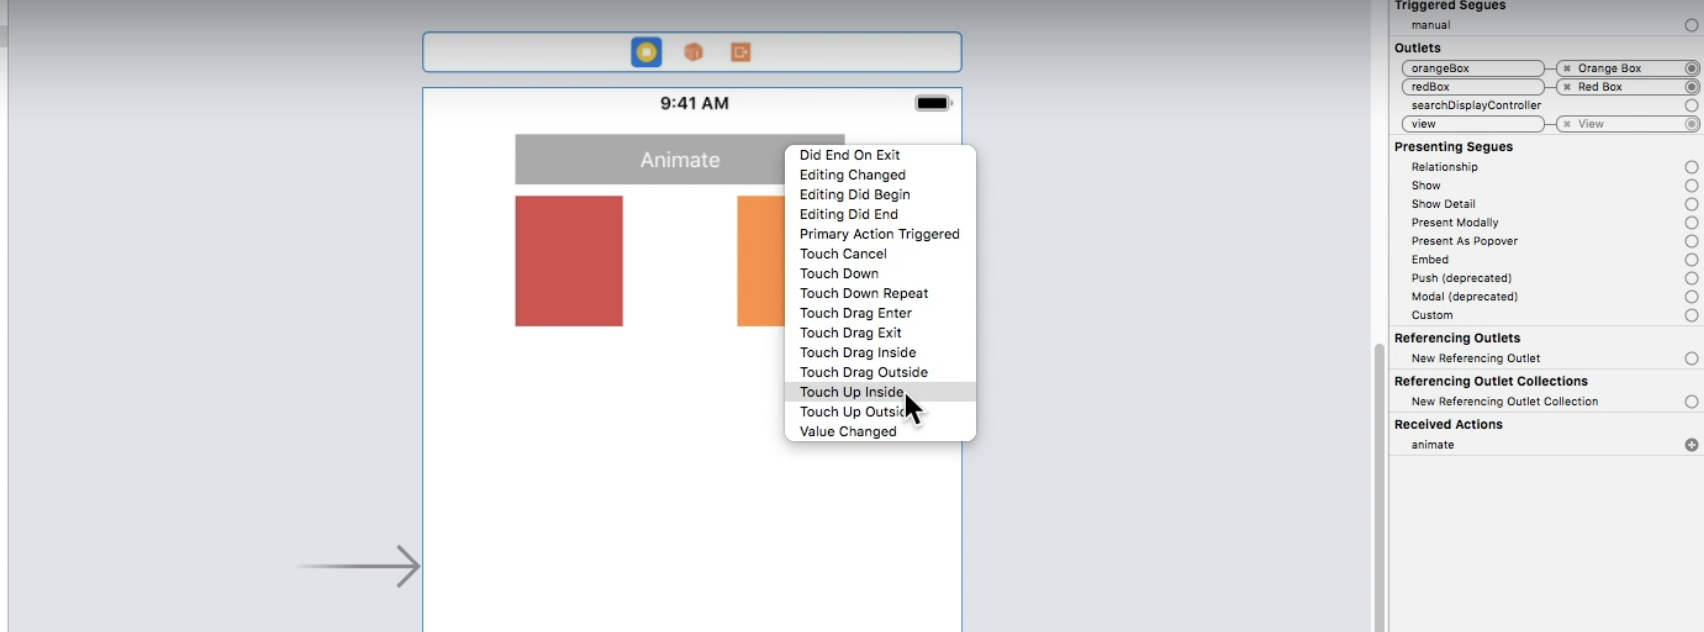 9:41 AM
Animate
Did End On Exit
Editing Changed
Editing Did Begin
Editing Did End
Primary Action Triggered
Touch Cancel
Touch Down
Touch Down Repeat
Touch Drag Enter
Touch Drag Exit
Touch Drag Inside
Touch Drag Outside
Touch Up Inside
Touch Up Outside
Value Changed
Triggered Segues
manual
Outlets
orangeBox Orange Box
redBox Red Box
searchDisplayController
view View
Presenting Segues
Relationship
Show
Show Detail
Present Modally
Present As Popover
Embed
Push (deprecated)
Modal (deprecated)
Custom
Referencing Outlets
New Referencing Outlet
Referencing Outlet Collections
New Referencing Outlet Collection
Received Actions
animate